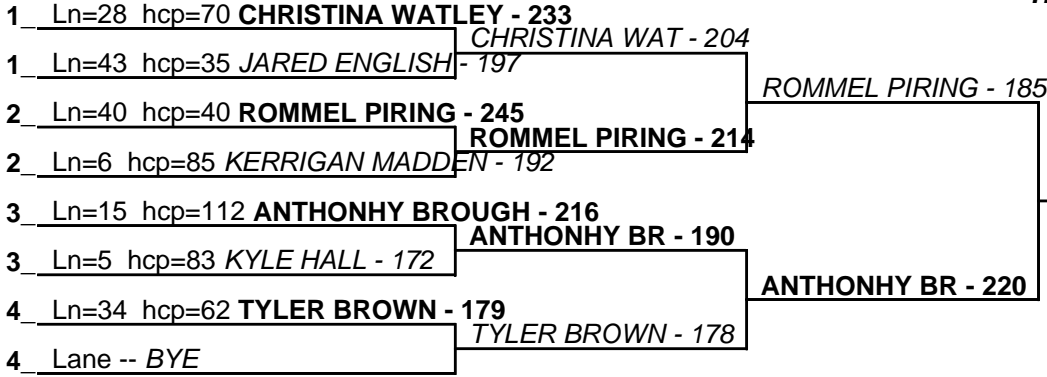 1_ Ln=28 hcp=70 CHRISTINA WATLEY - 233
CHRISTINA WAT - 204
1_ Ln=43 hcp=35 JARED ENGLISH - 197
ROMMEL PIRING - 185
2_ Ln=40 hcp=40 ROMMEL PIRING - 245
ROMMEL PIRING - 214
2_ Ln=6 hcp=85 KERRIGAN MADDEN - 192
3_ Ln=15 hcp=112 ANTHONHY BROUGH - 216
ANTHONHY BR - 190
3_ Ln=5 hcp=83 KYLE HALL - 172
ANTHONHY BR - 220
4_ Ln=34 hcp=62 TYLER BROWN - 179
TYLER BROWN - 178
4_ Lane -- BYE